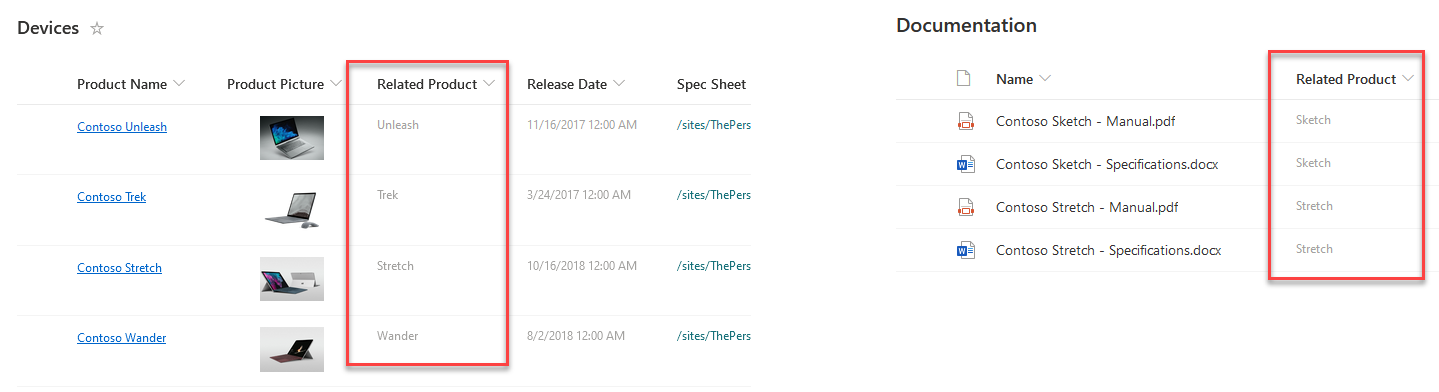 Devices
Product Name Product Picture Related Product Release Date Spec Sheet
Contoso Unleash Unleash 11/16/2017 12:00 AM /sites/ThePers
Contoso Trek Trek 3/24/2017 12:00 AM /sites/ThePers
Contoso Stretch Stretch 10/16/2018 12:00 AM /sites/ThePers
Contoso Wander Wander 8/2/2018 12:00 AM /sites/ThePers
Documentation
Name Related Product
Contoso Sketch - Manual.pdf Sketch
Contoso Sketch - Specifications.docx Sketch
Contoso Stretch - Manual.pdf Stretch
Contoso Stretch - Specifications.docx Stretch